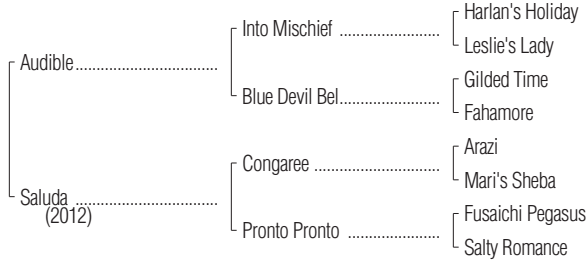 Harlan's Holiday
Into Mischief
Leslie's Lady
Audible
Gilded Time
Blue Devil Bel
Fahamore
Arazi
Congaree
Mari's Sheba
Saluda
(2012)
Fusaichi Pegasus
Pronto Pronto
Salty Romance